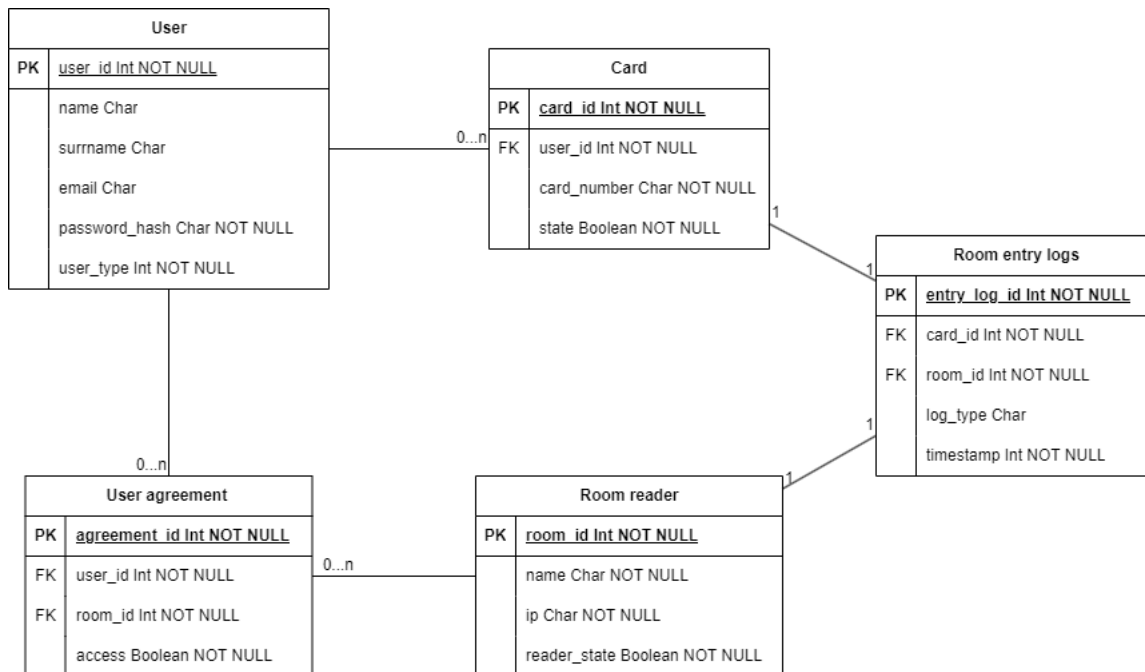 User
PK user_id Int NOT NULL
name Char
surrname Char
email Char
password_hash Char NOT NULL
user_type Int NOT NULL
0...n
Card
PK card_id Int NOT NULL
FK user_id Int NOT NULL
card_number Char NOT NULL
state Boolean NOT NULL
1
1
Room entry logs
PK entry_log_id Int NOT NULL
FK card_id Int NOT NULL
FK room_id Int NOT NULL
log_type Char
timestamp Int NOT NULL
1
1
0...n
User agreement
PK agreement_id Int NOT NULL
FK user_id Int NOT NULL
FK room_id Int NOT NULL
access Boolean NOT NULL
0...n
Room reader
PK room_id Int NOT NULL
name Char NOT NULL
ip Char NOT NULL
reader_state Boolean NOT NULL